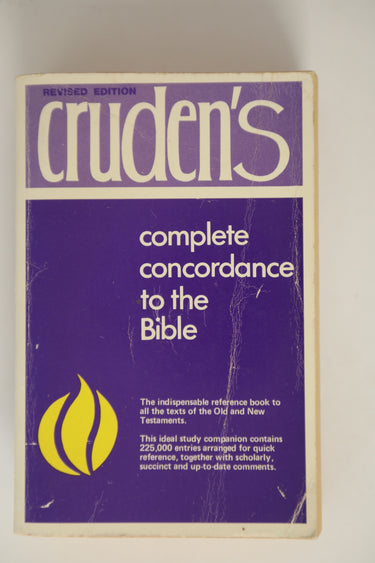 REVISED EDITION
cruden's
complete
concordance
to the
Bible
The indispensable reference book to
all the texts of the Old and New
Testaments.
This ideal study companion contains
225,000 entries arranged for quick
reference, together with scholarly,
succinct and up-to-date comments.